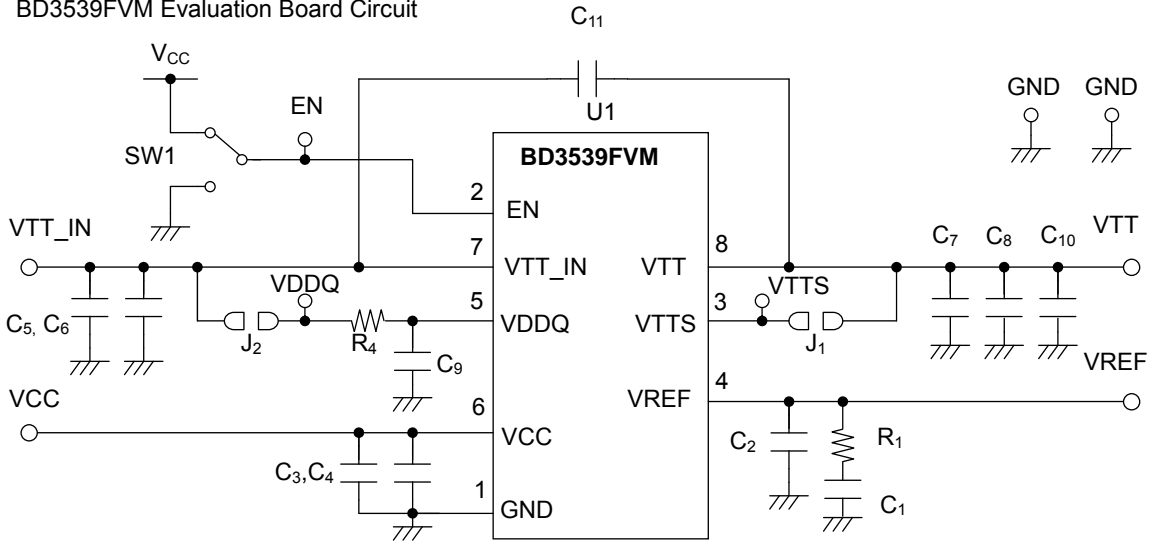 BD3539FVM Evaluation Board Circuit
C11
VCC
EN
U1
GND GND
SW1
BD3539FVM
2
EN
VTT_IN
7
VTT_IN
VTT
8
C7 C8 C10
VTT
VDDQ
5
VDDQ
VTTS
3
VTTS
C5, C6
J2
R4
J1
C9
VREF
4
VREF
VCC
6
VCC
C2
R1
C3,C4
1
GND
C1